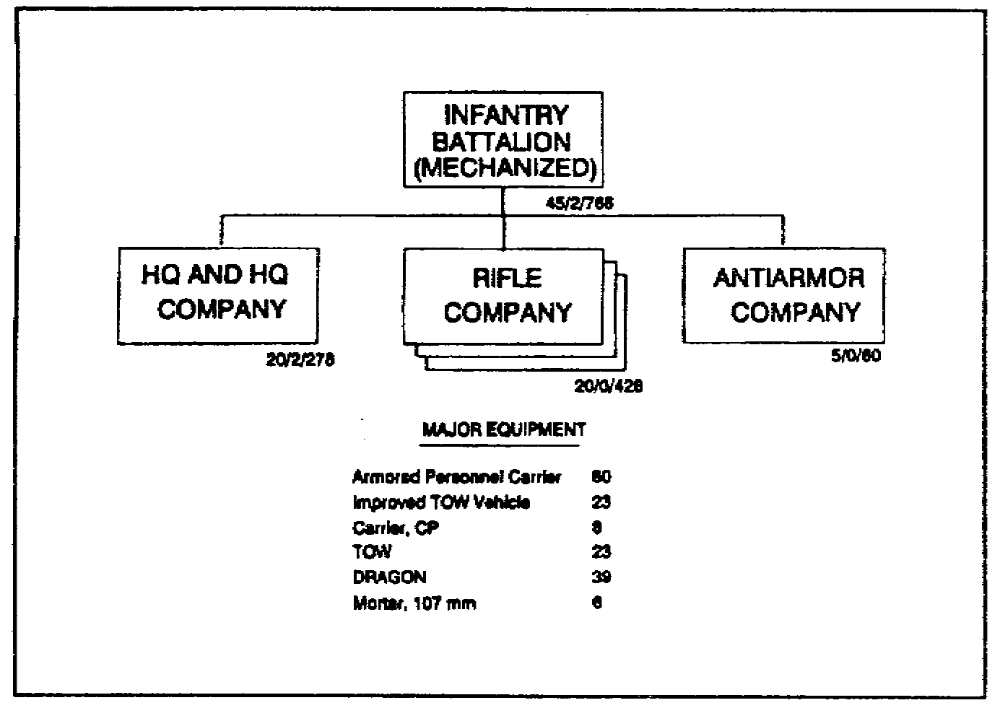 INFANTRY
BATTALION
(MECHANIZED)
45/2/766
HQ AND HQ
COMPANY
20/2/278
RIFLE
COMPANY
20/0/428
ANTIARMOR
COMPANY
5/0/60
MAJOR EQUIPMENT
Armored Personnel Carrier
Improved TOW Vehicle 23
Carrier, CP 8
TOW 23
DRAGON 39
Mortar, 107 mm 6